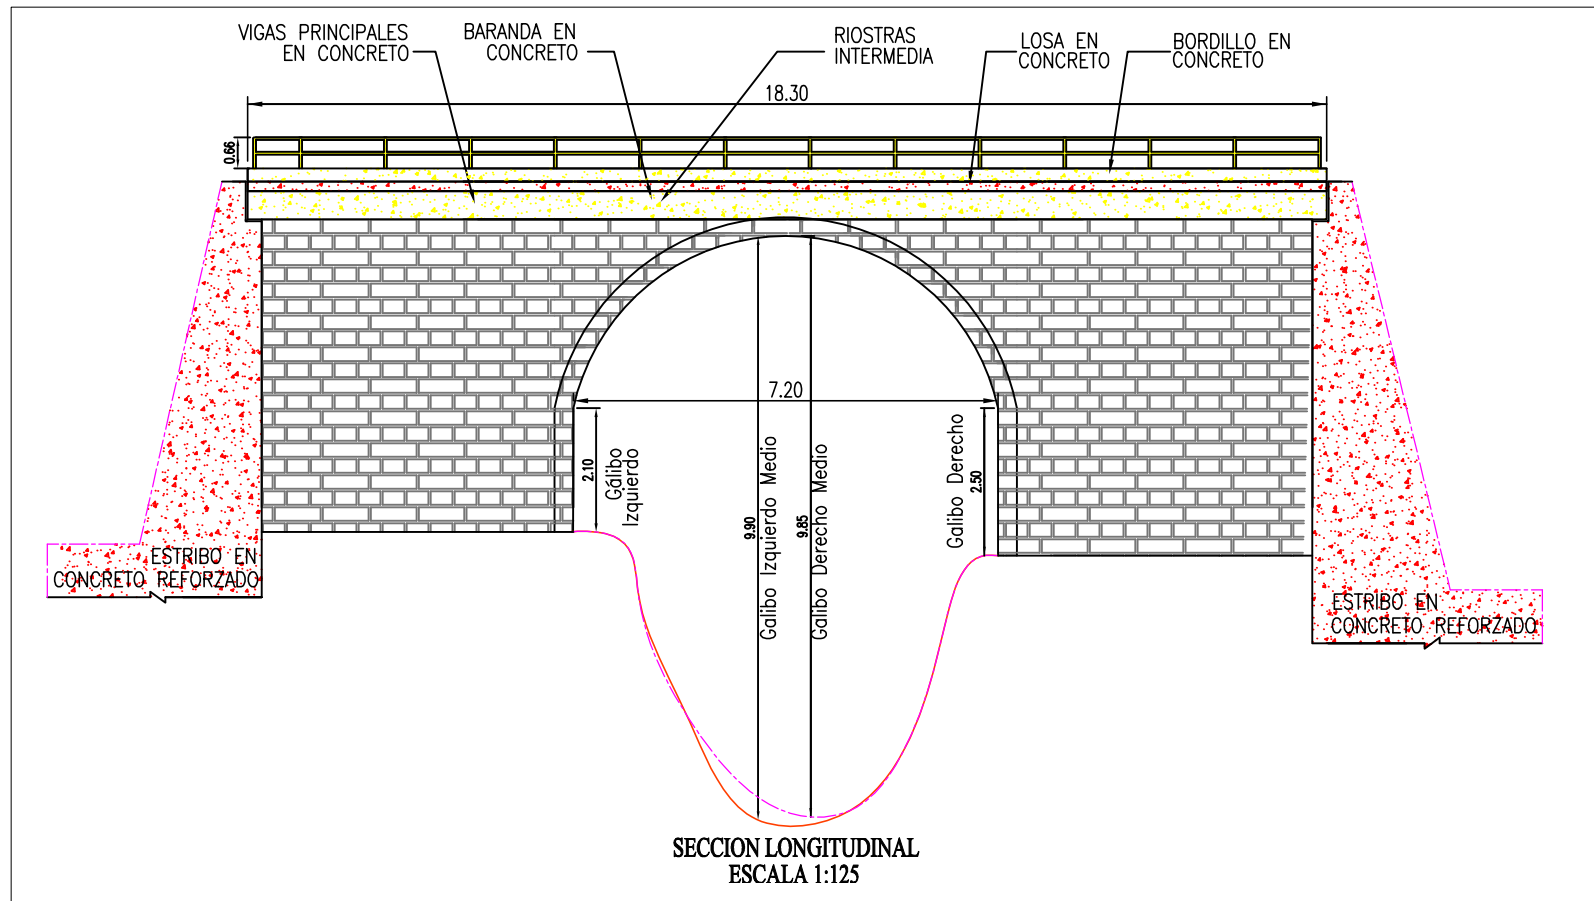 VIGAS PRINCIPALES
EN CONCRETO
BARANDA EN
CONCRETO
RIOSTRAS
INTERMEDIA
LOSA EN
CONCRETO
BORDILLO EN
CONCRETO
18.30
0.66
7.20
2.10
Gálibo
Izquierdo
9.90
Galibo Izquierdo Medio
9.85
Galibo Derecho Medio
Galibo Derecho
2.50
ESTRIBO EN
CONCRETO REFORZADO
ESTRIBO EN
CONCRETO REFORZADO
SECCION LONGITUDINAL
ESCALA 1:125